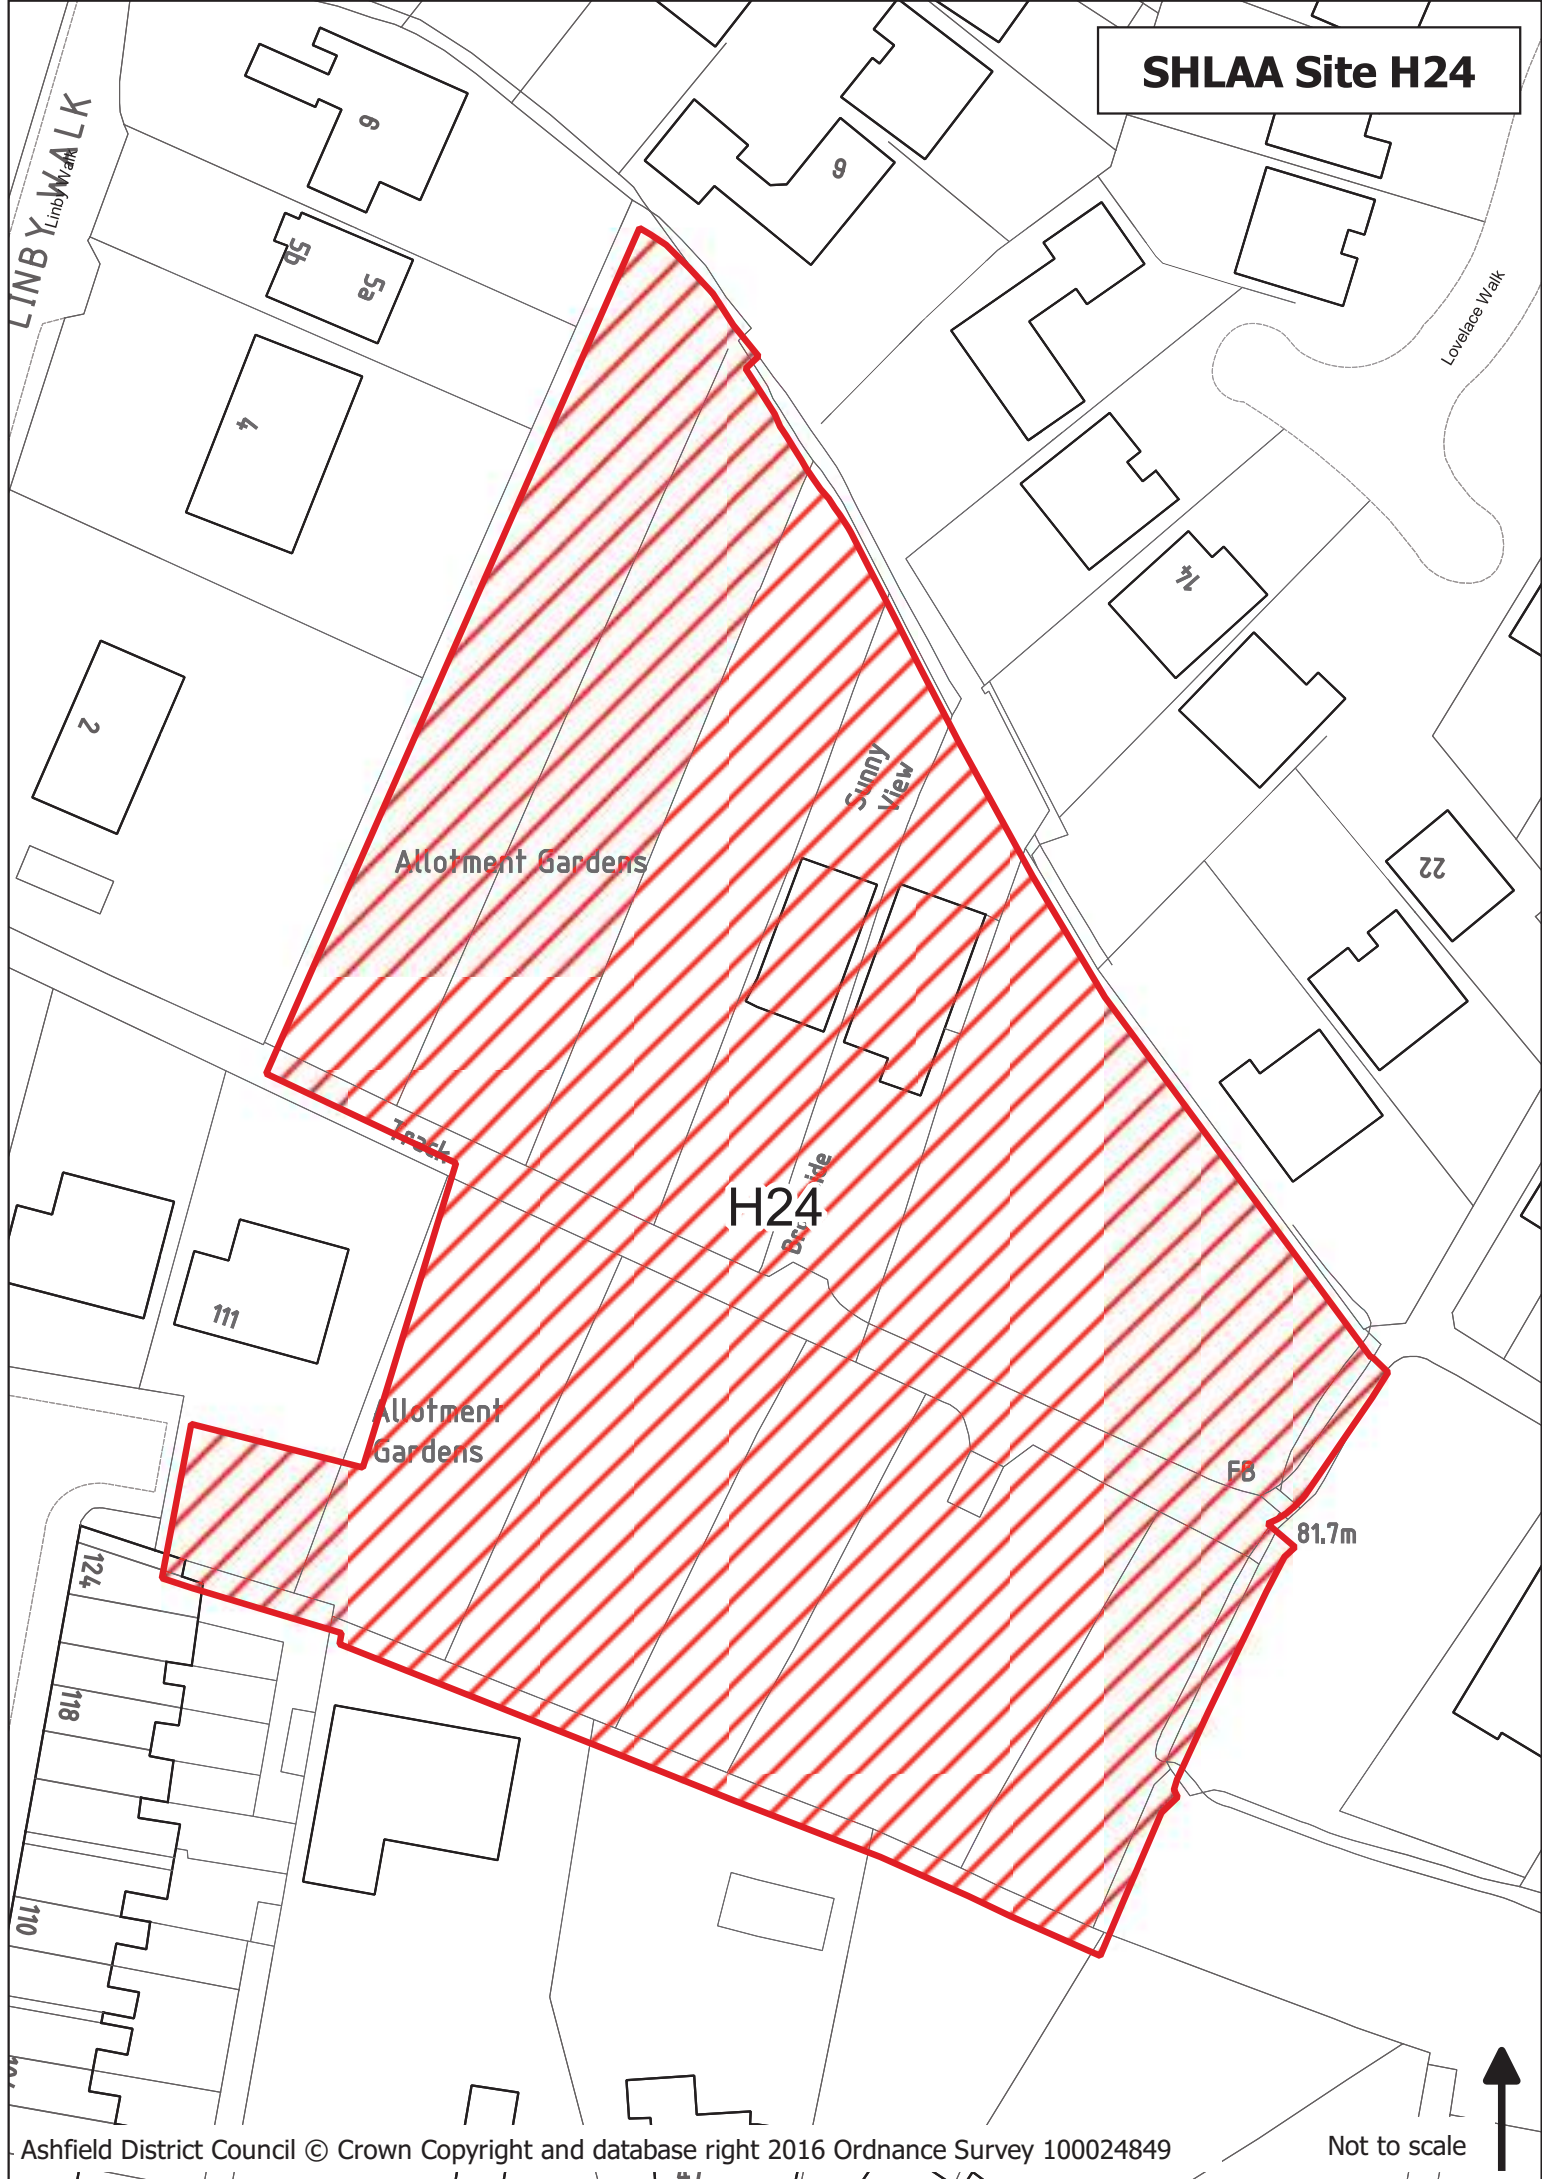 SHLAA Site H24
LINBY WALK
Linby Walk
6
9
5b
5a
4
Lovelace Walk
14
2
Sunny
View
22
Allotment Gardens
Track
H24
111
Allotment
Gardens
FB
81.7m
124
118
110
Ashfield District Council © Crown Copyright and database right 2016 Ordnance Survey 100024849
Not to scale